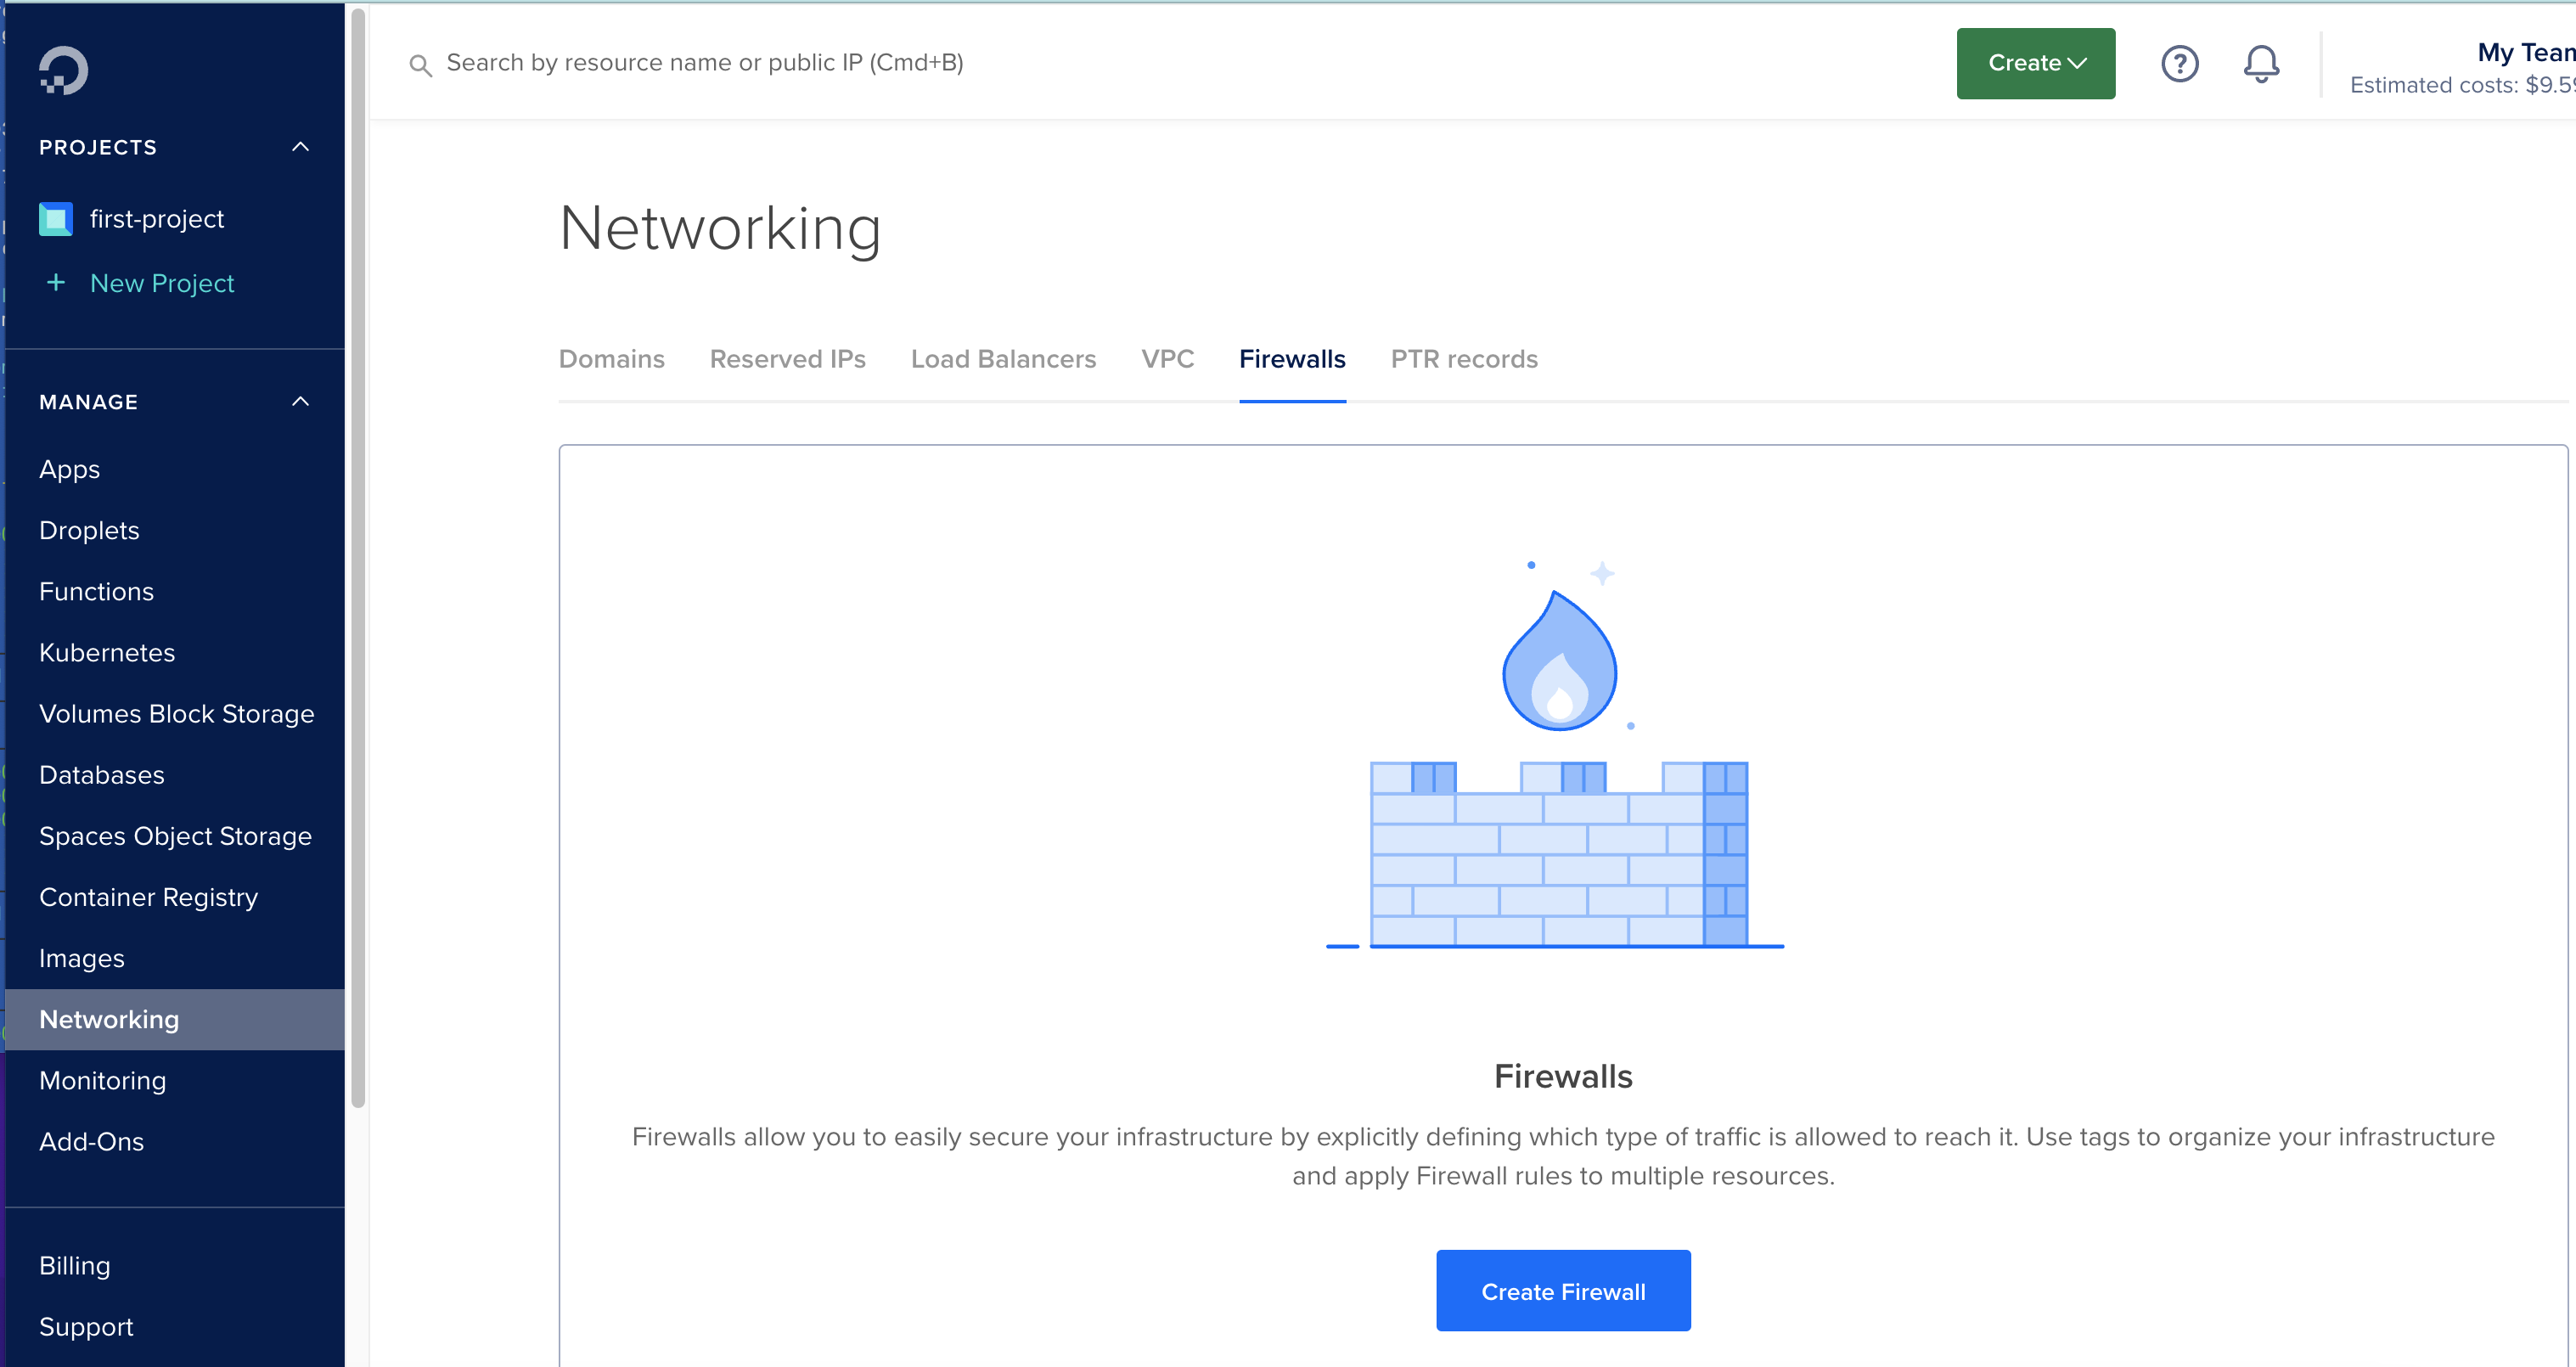 Search by resource name or public IP (Cmd+B)
Create
?
My Team
Estimated costs: $9.59
PROJECTS
first-project
+ New Project
MANAGE
Apps
Droplets
Functions
Kubernetes
Volumes Block Storage
Databases
Spaces Object Storage
Container Registry
Images
Networking
Monitoring
Add-Ons
Billing
Support
Networking
Domains Reserved IPs Load Balancers VPC Firewalls PTR records
Firewalls
Firewalls allow you to easily secure your infrastructure by explicitly defining which type of traffic is allowed to reach it. Use tags to organize your infrastructure
and apply Firewall rules to multiple resources.
Create Firewall